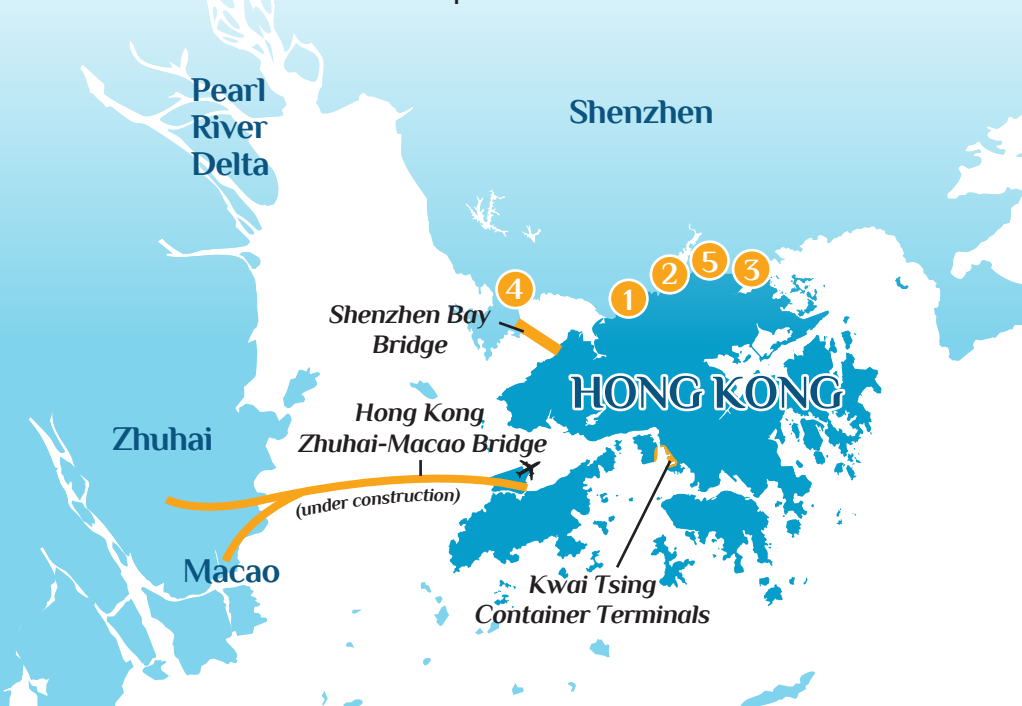 Pearl
River
Delta
Shenzhen
4
1
2
5
3
Shenzhen Bay
Bridge
HONG KONG
Hong Kong
Zhuhai-Macao Bridge
Zhuhai
(under construction)
Macao
Kwai Tsing
Container Terminals